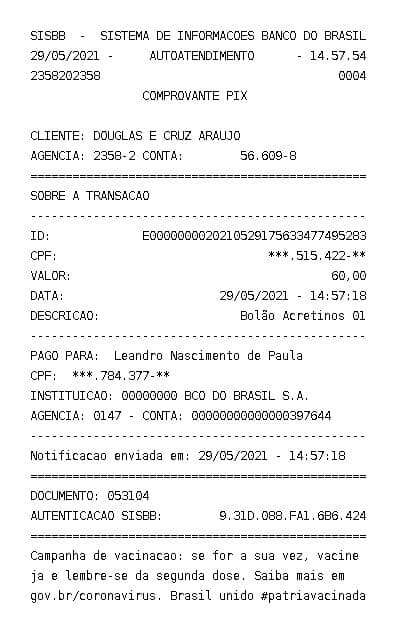 SISBB - SISTEMA DE INFORMACOES BANCO DO BRASIL
29/05/2021 - AUTOATENDIMENTO - 14.57.54
2358202358 0004
COMPROVANTE PIX
CLIENTE: DOUGLAS E CRUZ ARAUJO
AGENCIA: 2358-2 CONTA: 56.609-8
================================================
SOBRE A TRANSACAO
------------------------------------------------
ID: E00000000202105291756334​77495283
CPF: ***.515.422-**
VALOR: 60,00
DATA: 29/05/2021 - 14:57:18
DESCRICAO: Bolão Acretinos 01
------------------------------------------------
PAGO PARA: Leandro Nascimento de Paula
CPF: ***.784.377-**
INSTITUICAO: 00000000 BCO DO BRASIL S.A.
AGENCIA: 0147 - CONTA: 00000000000000397644
------------------------------------------------
Notificacao enviada em: 29/05/2021 - 14:57:18
================================================
DOCUMENTO: 053104
AUTENTICACAO SISBB: 9.31D.088.FA1.6B6.424
================================================
Campanha de vacinacao: se for a sua vez, vacine
ja e lembre-se da segunda dose. Saiba mais em
gov.br/coronavirus. Brasil unido #patriavacinada